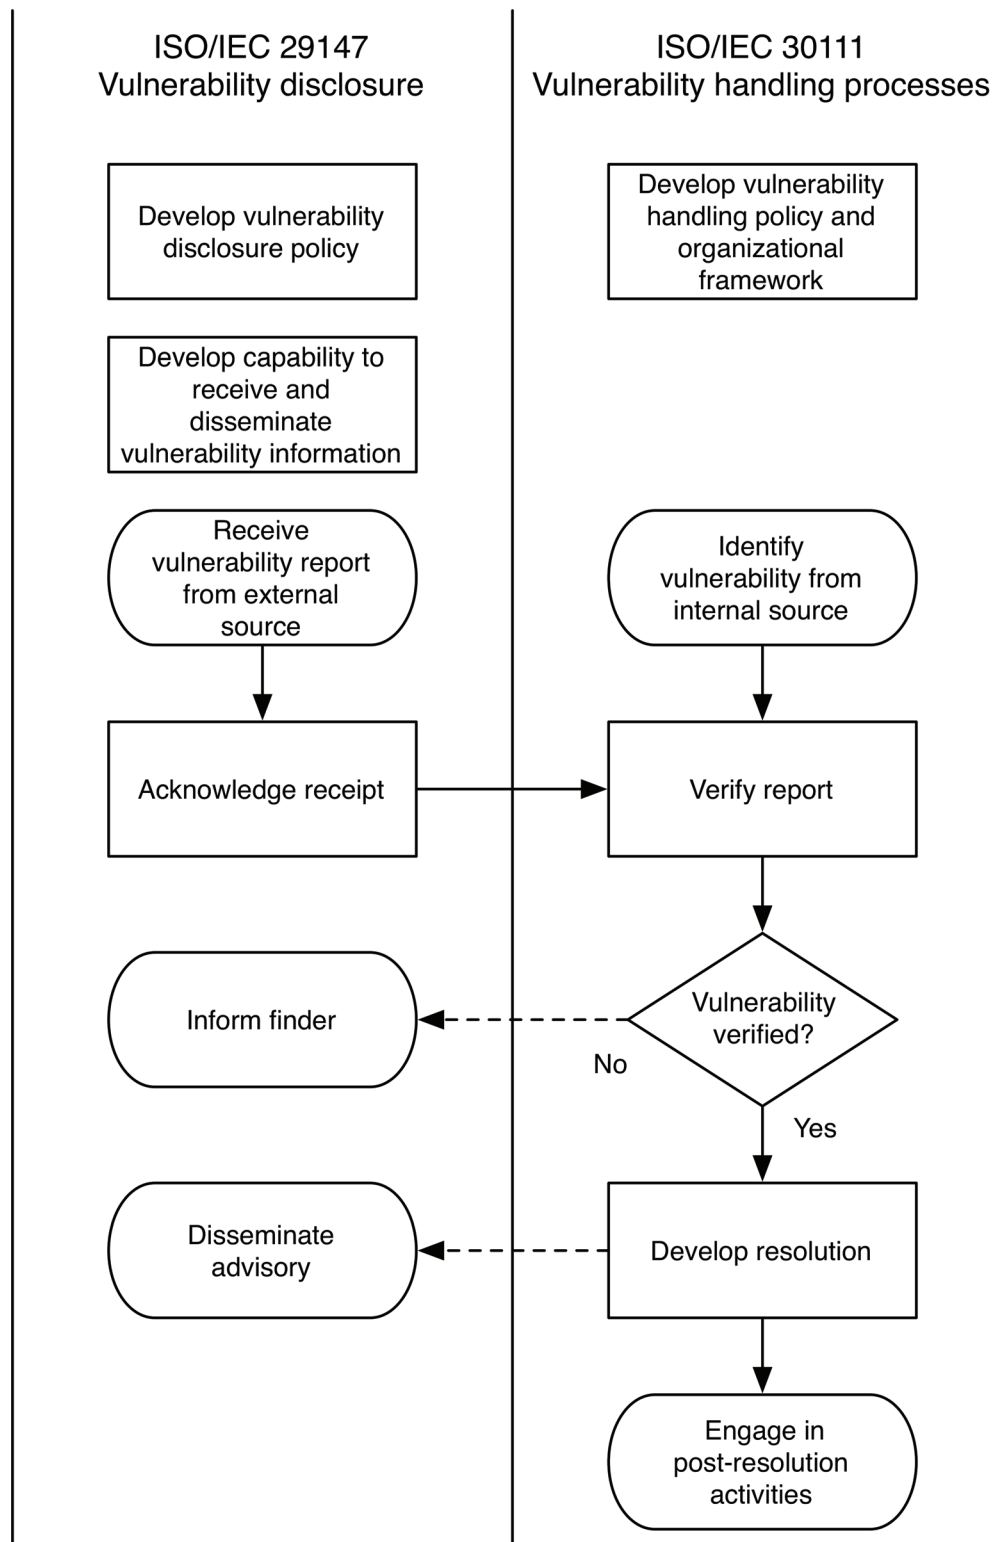 ISO/IEC 29147
Vulnerability disclosure
ISO/IEC 30111
Vulnerability handling processes
Develop vulnerability
disclosure policy
Develop vulnerability
handling policy and
organizational
framework
Develop capability to
receive and
disseminate
vulnerability information
Receive
vulnerability report
from external
source
Identify
vulnerability from
internal source
Acknowledge receipt
Verify report
Inform finder
Vulnerability
verified?
No
Yes
Disseminate
advisory
Develop resolution
Engage in
post-resolution
activities